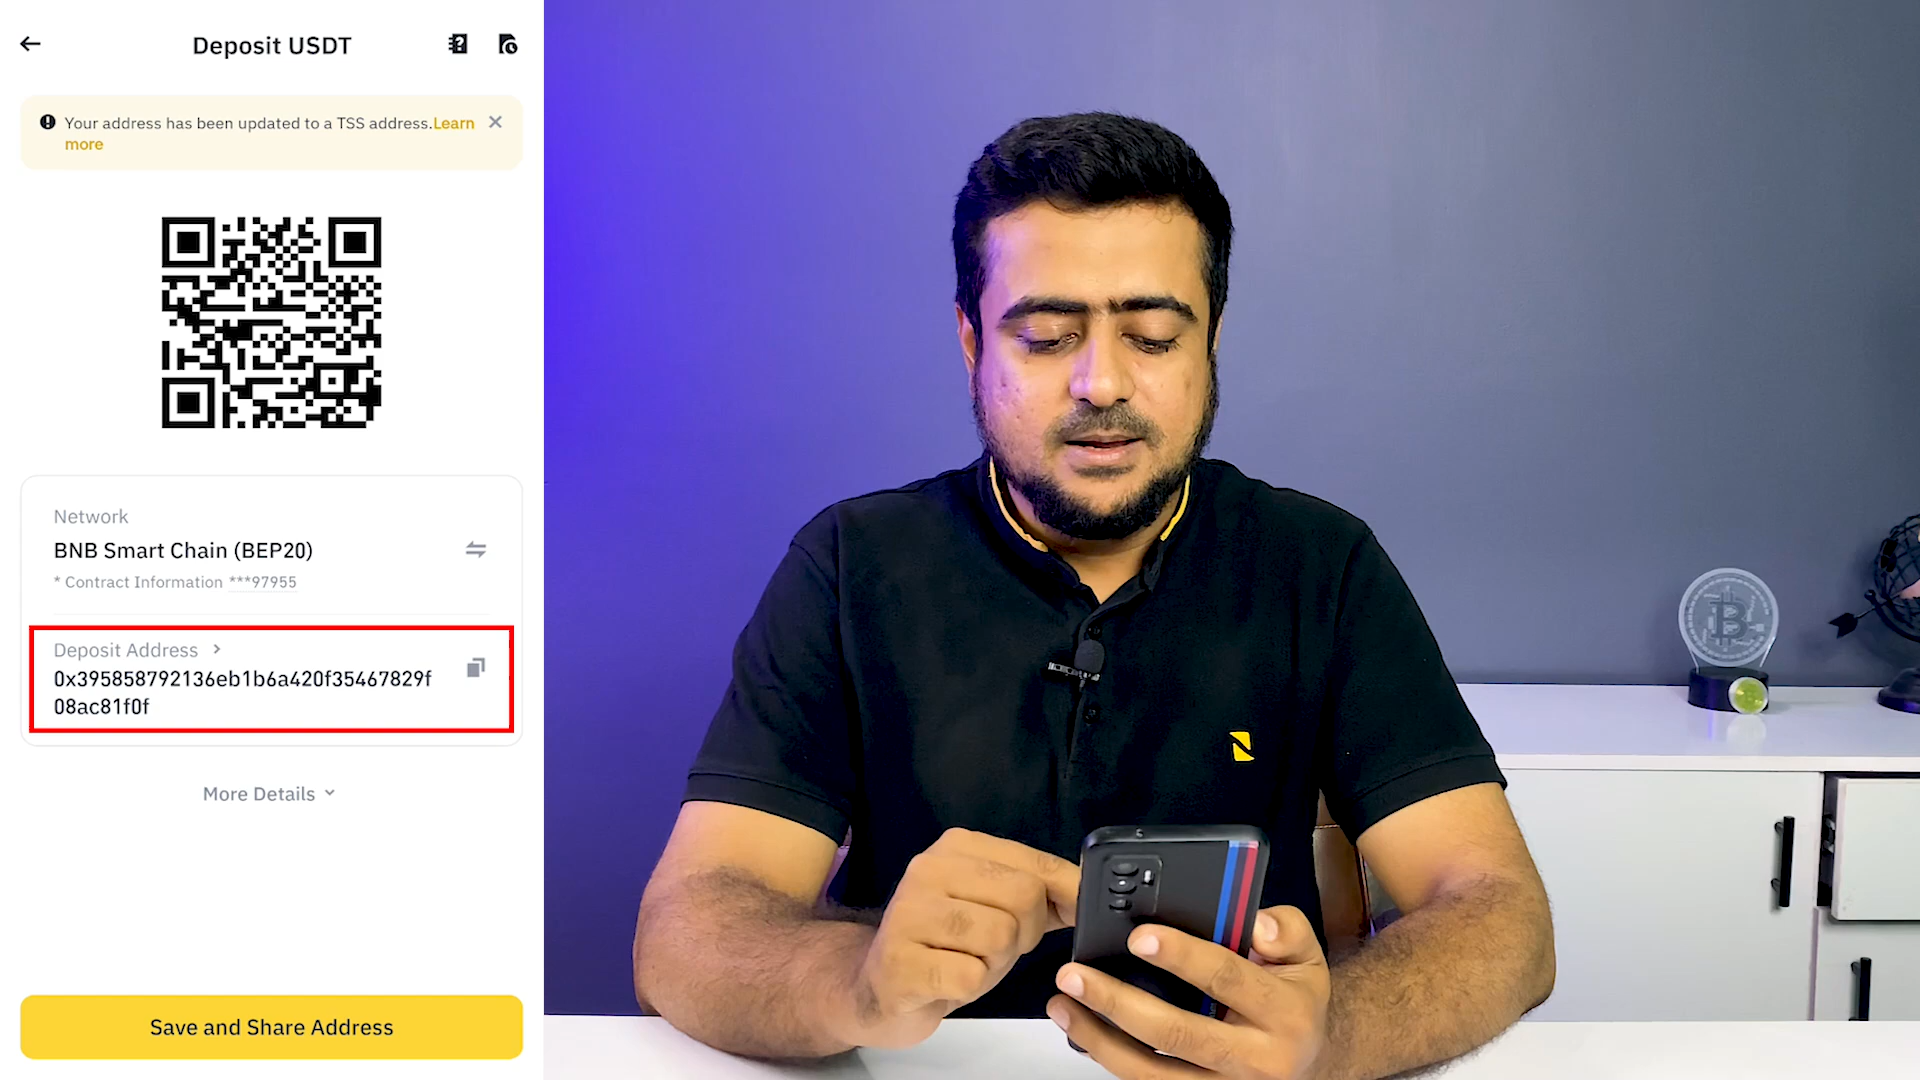 Deposit USDT
Your address has been updated to a TSS address.Learn
more
Network
BNB Smart Chain (BEP20)
* Contract Information ***97955
Deposit Address
0x395858792136eb1b6a420f35467829f
08ac81f0f
More Details
Save and Share Address